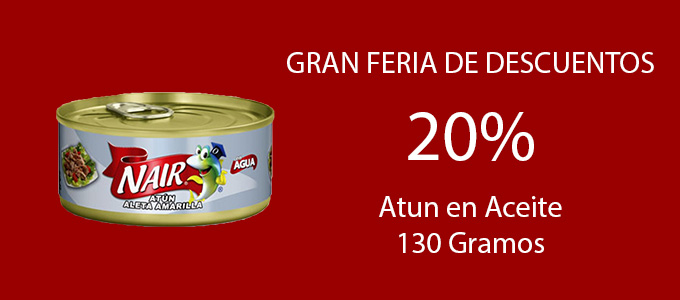 GRAN FERIA DE DESCUENTOS
20%
Atun en Aceite
130 Gramos
NAIR
AGUA
ATÚN
ALETA AMARILLA